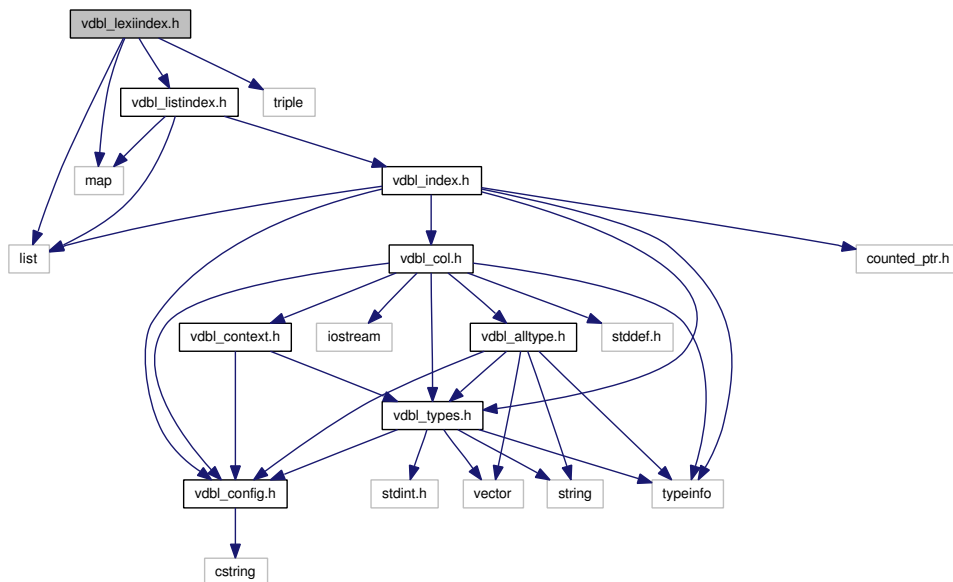 vdbl_lexiindex.h
vdbl_listindex.h
triple
map
vdbl_index.h
list
vdbl_col.h
counted_ptr.h
vdbl_context.h
iostream
vdbl_alltype.h
stddef.h
vdbl_types.h
vdbl_config.h
stdint.h
vector
string
typeinfo
cstring